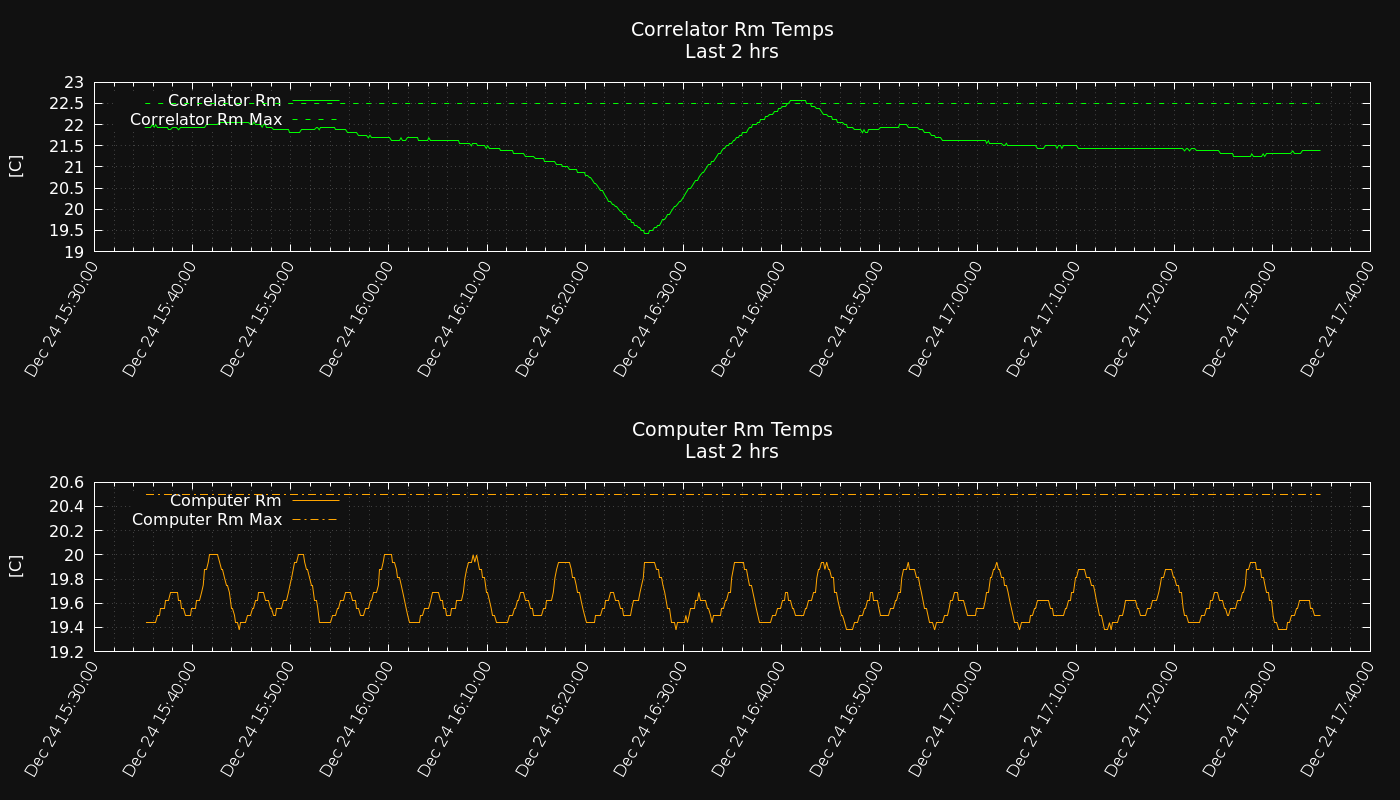 Correlator Rm Temps
Last 2 hrs
23
22.5
22
21.5
21
20.5
20
19.5
19
[C]
Correlator Rm
Correlator Rm Max
Dec 24 15:30:00
Dec 24 15:40:00
Dec 24 15:50:00
Dec 24 16:00:00
Dec 24 16:10:00
Dec 24 16:20:00
Dec 24 16:30:00
Dec 24 16:40:00
Dec 24 16:50:00
Dec 24 17:00:00
Dec 24 17:10:00
Dec 24 17:20:00
Dec 24 17:30:00
Dec 24 17:40:00
Computer Rm Temps
Last 2 hrs
20.6
20.4
20.2
20
19.8
19.6
19.4
19.2
[C]
Computer Rm
Computer Rm Max
Dec 24 15:30:00
Dec 24 15:40:00
Dec 24 15:50:00
Dec 24 16:00:00
Dec 24 16:10:00
Dec 24 16:20:00
Dec 24 16:30:00
Dec 24 16:40:00
Dec 24 16:50:00
Dec 24 17:00:00
Dec 24 17:10:00
Dec 24 17:20:00
Dec 24 17:30:00
Dec 24 17:40:00